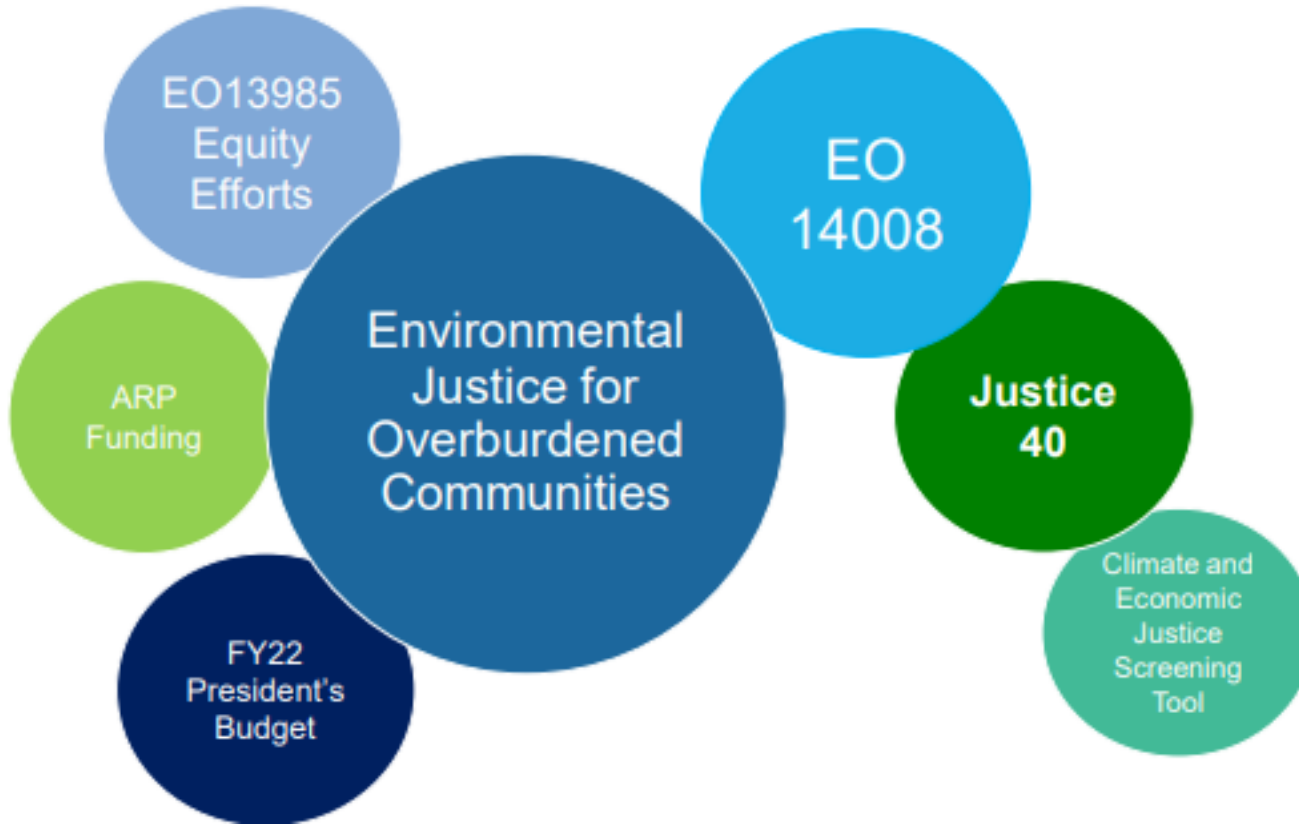 EO13985
Equity
Efforts
EO
14008
Environmental
Justice for
Overburdened
Communities
ARP
Funding
Justice
40
FY22
President's
Budget
Climate and
Economic
Justice
Screening
Tool